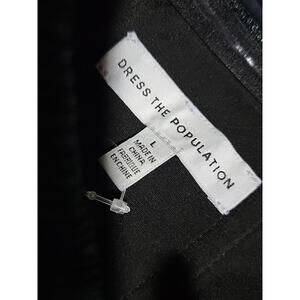 DRESS THE POPULATION
L
MADE IN
CHINA
FABRIQUÉ
EN CHINE